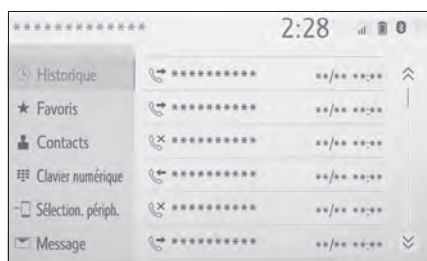 ************* 2:28
Historique ********** **/** **:**
Favoris ********** **/** **:**
Contacts ********** **/** **:**
Clavier numérique ********** **/** **:**
Sélection. périph. ********** **/** **:**
Message ********** **/** **:**